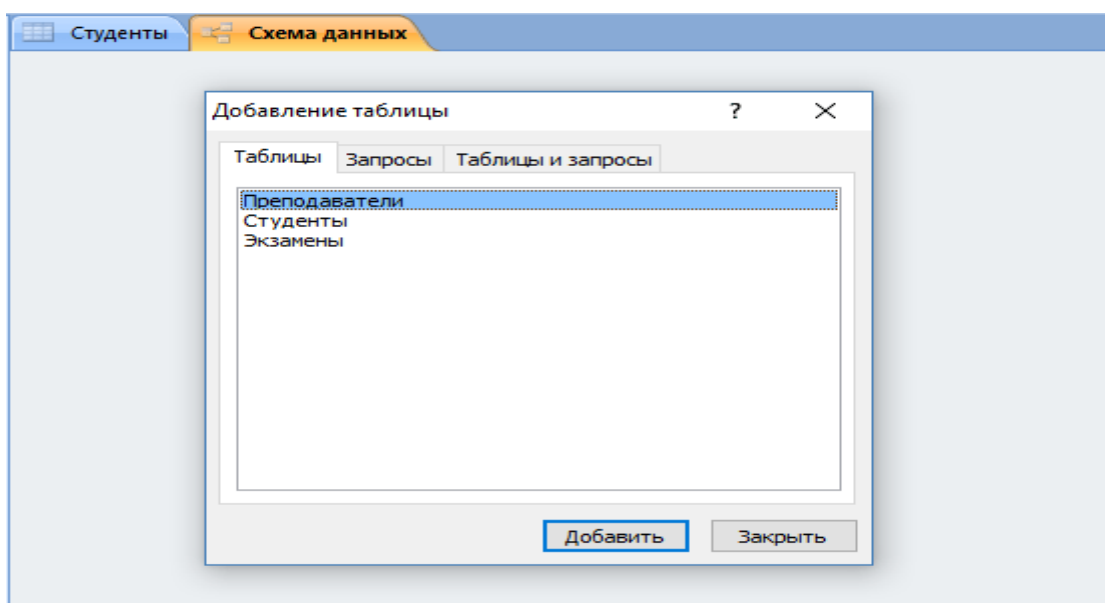 Студенты Схема данных
Добавление таблицы ?
Таблицы Запросы Таблицы и запросы
Преподаватели
Студенты
Экзамены
Добавить Закрыть